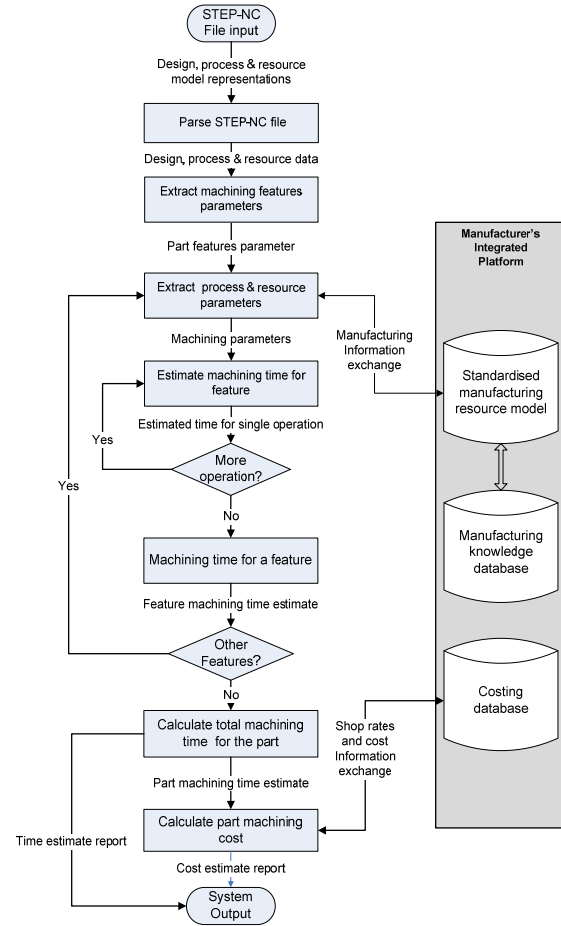 STEP-NC
File input
Design, process & resource
model representations
Parse STEP-NC file
Design, process & resource data
Extract machining features
parameters
Part features parameter
Extract process & resource
parameters
Machining parameters
Estimate machining time for
feature
Estimated time for single operation
Yes
More
operation?
Yes
No
Machining time for a feature
Feature machining time estimate
Other
Features?
No
Calculate total machining
time for the part
Part machining time estimate
Calculate part machining
cost
Time estimate report
Cost estimate report
System
Output
Manufacturing
Information
exchange
Shop rates
and cost
Information
exchange
Manufacturer's
Integrated
Platform
Standardised
manufacturing
resource model
Manufacturing
knowledge
database
Costing
database